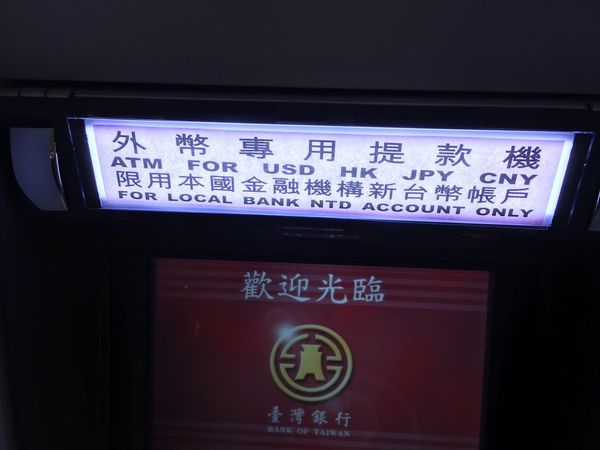 外幣專用提款機
ATM FOR USD HK JPY CNY
限用本國金融機構新台幣帳戶
FOR LOCAL BANK NTD ACCOUNT ONLY
歡迎光臨
臺灣銀行
BANK OF TAIWAN